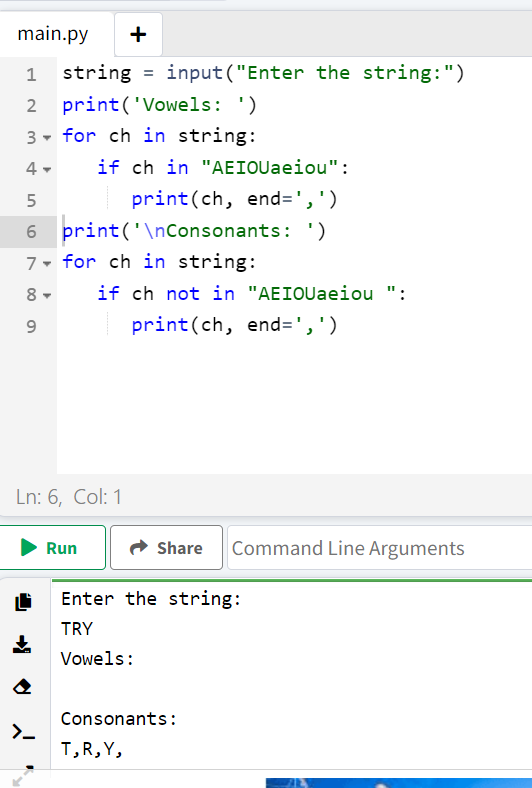 main.py +
1 string = input("Enter the string:")
2 print('Vowels: ')
3 for ch in string:
4 if ch in "AEIOUaeiou":
5 print(ch, end=',')
6 print('\nConsonants: ')
7 for ch in string:
8 if ch not in "AEIOUaeiou ":
9 print(ch, end=',')
Ln: 6, Col: 1
Run Share Command Line Arguments
Enter the string:
TRY
Vowels:
Consonants:
T,R,Y,